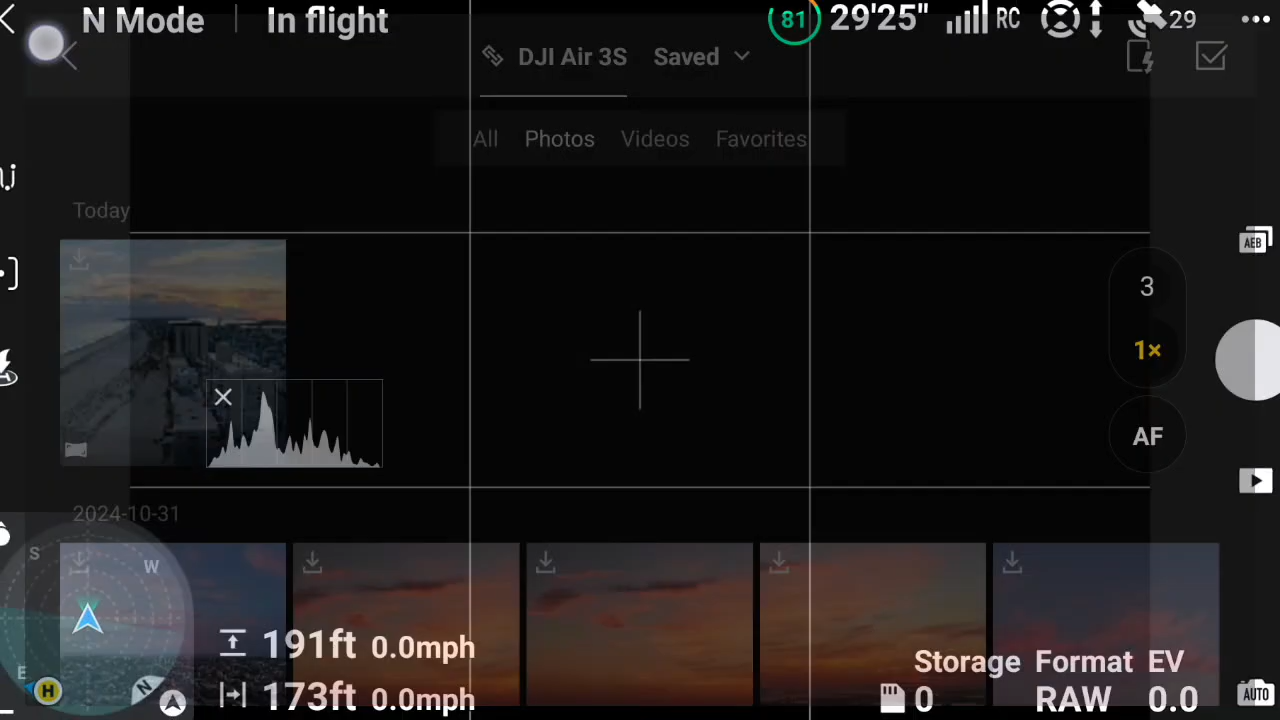 N Mode In flight 81 29'25" RC 29
DJI Air 3S Saved
All Photos Videos Favorites
Today
AEB
3
1×
AF
2024-10-31
S W
E
H N
191ft 0.0mph
173ft 0.0mph
Storage Format EV
0 RAW 0.0
AUTO